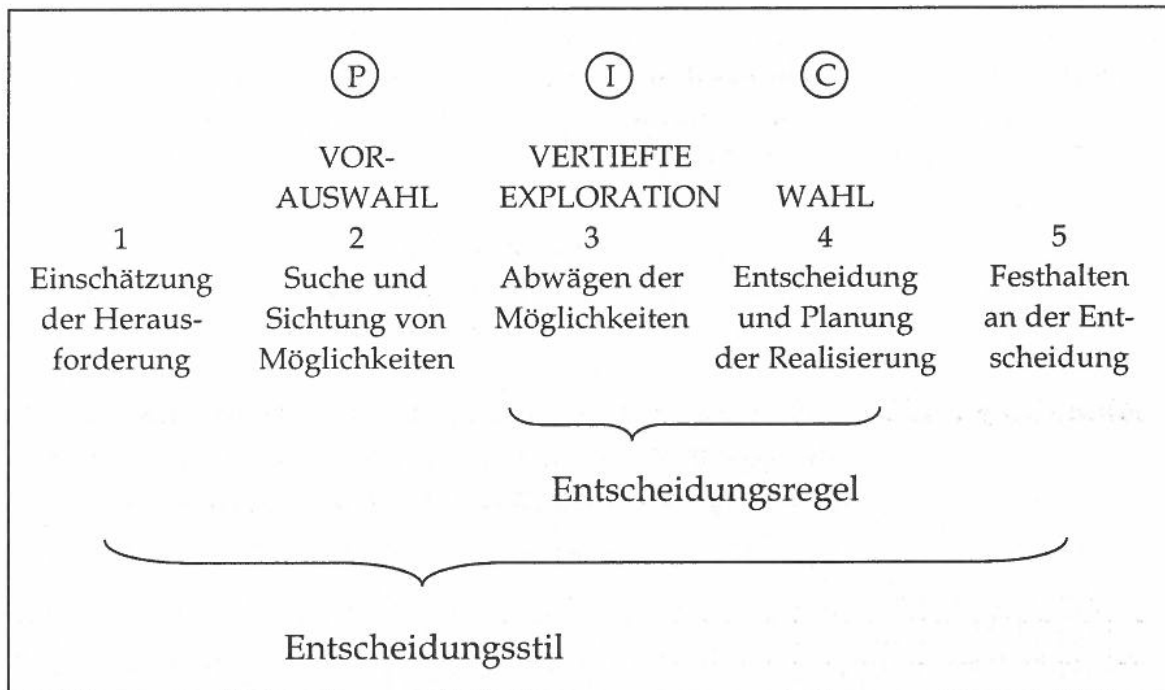 P I C
VOR- VERTIEFTE
AUSWAHL EXPLORATION WAHL
1 2 3 4 5
Einschätzung Suche und Abwägen der Entscheidung Festhalten
der Heraus- Sichtung von Möglichkeiten und Planung an der Ent-
forderung Möglichkeiten der Realisierung scheidung
Entscheidungsregel
Entscheidungsstil